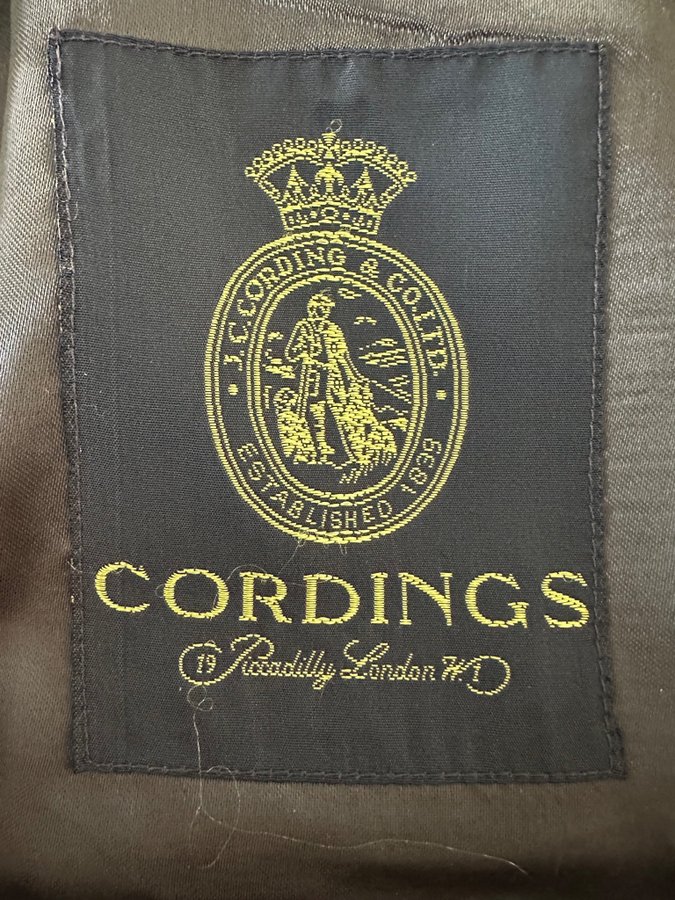 · J.C. CORDING & CO. LTD. ·
ESTABLISHED 1839
CORDINGS
19 Piccadilly London W1